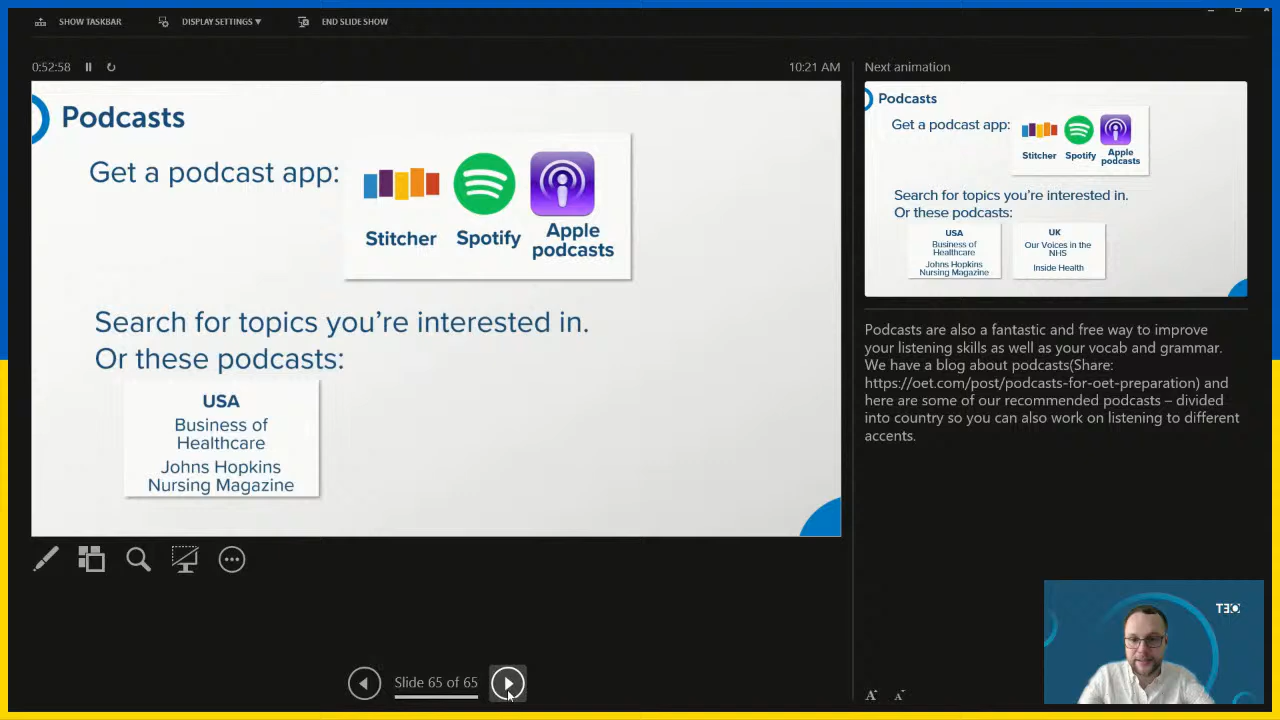 SHOW TASKBAR
DISPLAY SETTINGS ▼
END SLIDE SHOW
0:52:58
10:21 AM
Podcasts
Get a podcast app:
Stitcher
Spotify
Apple
podcasts
Search for topics you're interested in.
Or these podcasts:
USA
Business of
Healthcare
Johns Hopkins
Nursing Magazine
Slide 65 of 65
Next animation
Podcasts
Get a podcast app:
Stitcher
Spotify
Apple
podcasts
Search for topics you're interested in.
Or these podcasts:
USA
Business of
Healthcare
Johns Hopkins
Nursing Magazine
UK
Our Voices in the
NHS
Inside Health
Podcasts are also a fantastic and free way to improve
your listening skills as well as your vocab and grammar.
We have a blog about podcasts(Share:
https://oet.com/post/podcasts-for-oet-preparation) and
here are some of our recommended podcasts – divided
into country so you can also work on listening to different
accents.
A
A
OET